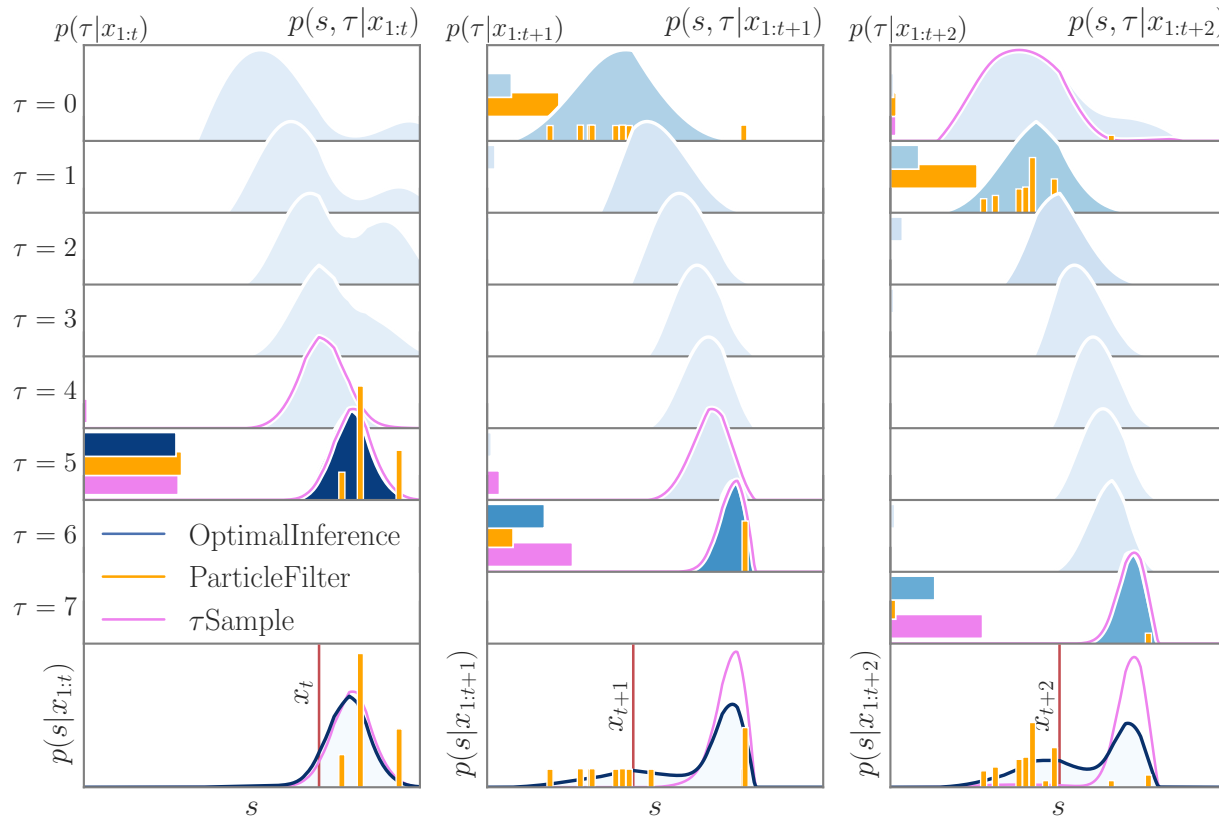 p(τ|x₁:ₜ) p(s, τ|x₁:ₜ) p(τ|x₁:ₜ₊₁) p(s, τ|x₁:ₜ₊₁) p(τ|x₁:ₜ₊₂) p(s, τ|x₁:ₜ₊₂)
τ = 0
τ = 1
τ = 2
τ = 3
τ = 4
τ = 5
τ = 6
τ = 7
OptimalInference
ParticleFilter
τSample
p(s|x₁:ₜ) xₜ p(s|x₁:ₜ₊₁) xₜ₊₁ p(s|x₁:ₜ₊₂) xₜ₊₂
s s s